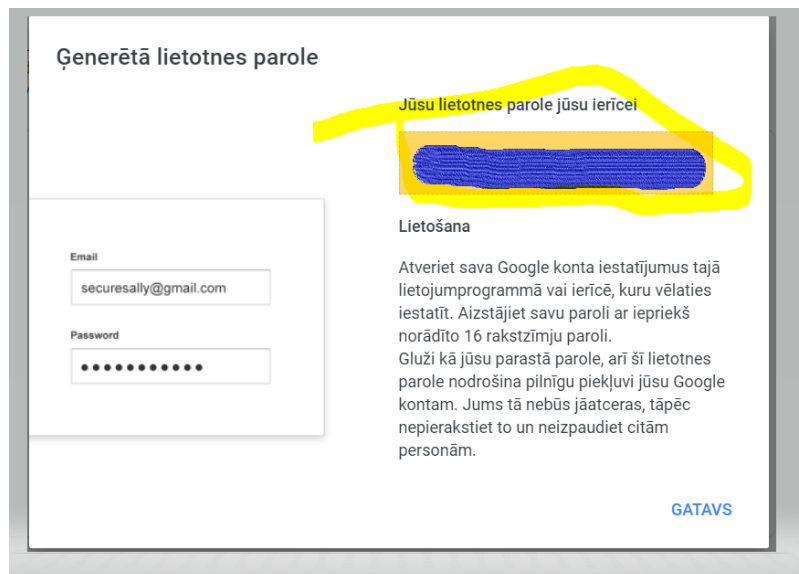 Ģenerētā lietotnes parole
Jūsu lietotnes parole jūsu ierīcei
Lietošana
Email
securesally@gmail.com
Password
Atveriet sava Google konta iestatījumus tajā
lietojumprogrammā vai ierīcē, kuru vēlaties
iestatīt. Aizstājiet savu paroli ar iepriekš
norādīto 16 rakstzīmju paroli.
Gluži kā jūsu parastā parole, arī šī lietotnes
parole nodrošina pilnīgu piekļuvi jūsu Google
kontam. Jums tā nebūs jāatceras, tāpēc
nepierakstiet to un neizpaudiet citām
personām.
GATAVS